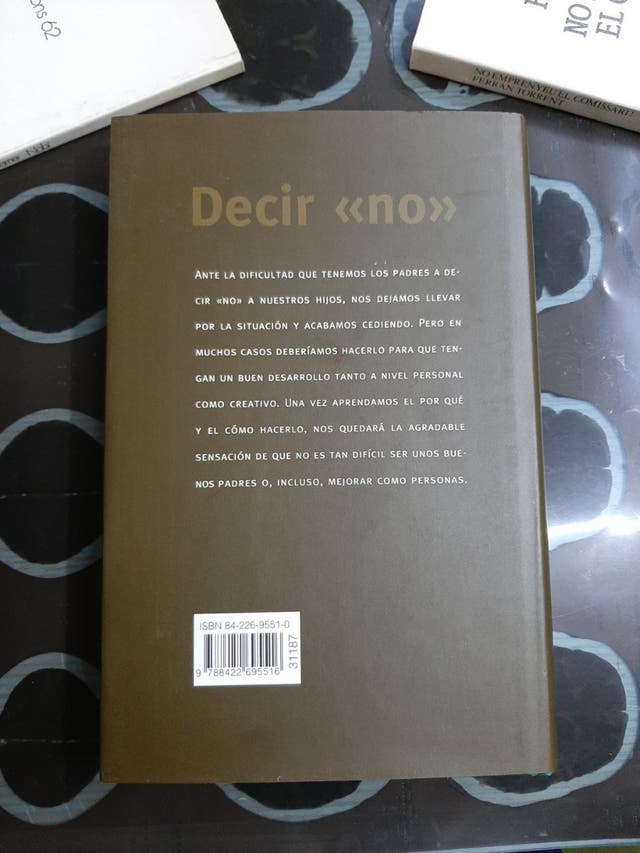 ons 62
NO EMPRENYEU EL COMISSARI!
FERRAN TORRENT
Decir «no»
ANTE LA DIFICULTAD QUE TENEMOS LOS PADRES A DE-
CIR «NO» A NUESTROS HIJOS, NOS DEJAMOS LLEVAR
POR LA SITUACIÓN Y ACABAMOS CEDIENDO. PERO EN
MUCHOS CASOS DEBERÍAMOS HACERLO PARA QUE TEN-
GAN UN BUEN DESARROLLO TANTO A NIVEL PERSONAL
COMO CREATIVO. UNA VEZ APRENDAMOS EL POR QUÉ
Y EL CÓMO HACERLO, NOS QUEDARÁ LA AGRADABLE
SENSACIÓN DE QUE NO ES TAN DIFÍCIL SER UNOS BUE-
NOS PADRES O, INCLUSO, MEJORAR COMO PERSONAS.
ISBN 84-226-9551-0
9 788422 695516
31187